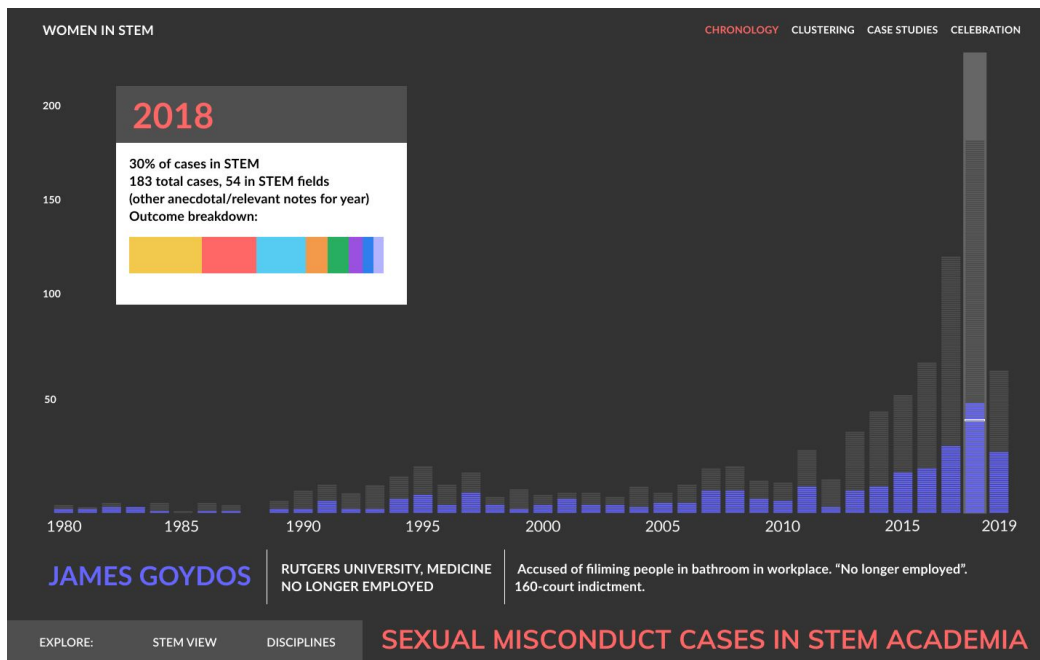 WOMEN IN STEM
CHRONOLOGY CLUSTERING CASE STUDIES CELEBRATION
200
150
100
50
2018
30% of cases in STEM
183 total cases, 54 in STEM fields
(other anecdotal/relevant notes for year)
Outcome breakdown:
1980 1985 1990 1995 2000 2005 2010 2015 2019
JAMES GOYDOS
RUTGERS UNIVERSITY, MEDICINE
NO LONGER EMPLOYED
Accused of filiming people in bathroom in workplace. “No longer employed”.
160-court indictment.
EXPLORE: STEM VIEW DISCIPLINES
SEXUAL MISCONDUCT CASES IN STEM ACADEMIA